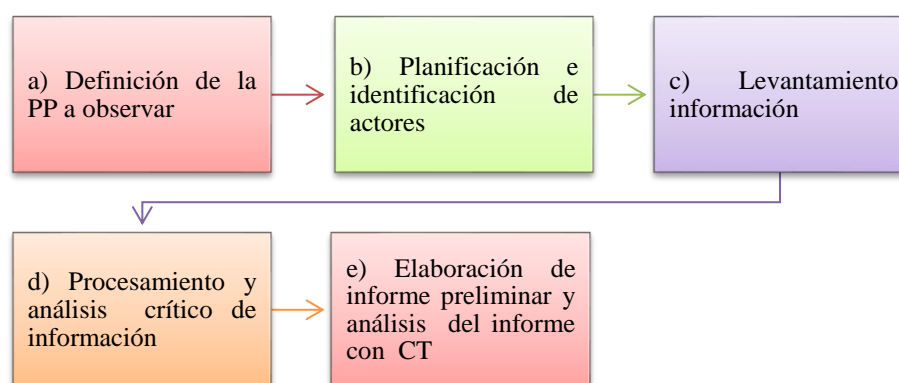 a) Definición de la
PP a observar
b) Planificación e
identificación de
actores
c) Levantamiento
información
d) Procesamiento y
análisis crítico de
información
e) Elaboración de
informe preliminar y
análisis del informe
con CT